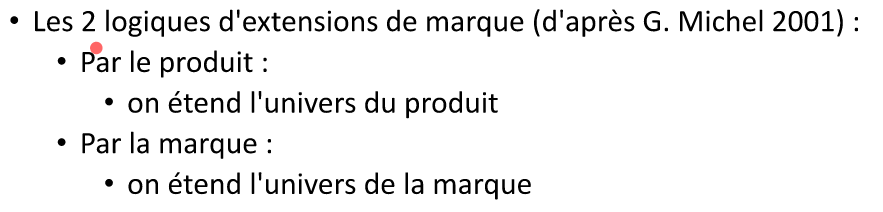 • Les 2 logiques d'extensions de marque (d'après G. Michel 2001) :
• Par le produit :
• on étend l'univers du produit
• Par la marque :
• on étend l'univers de la marque